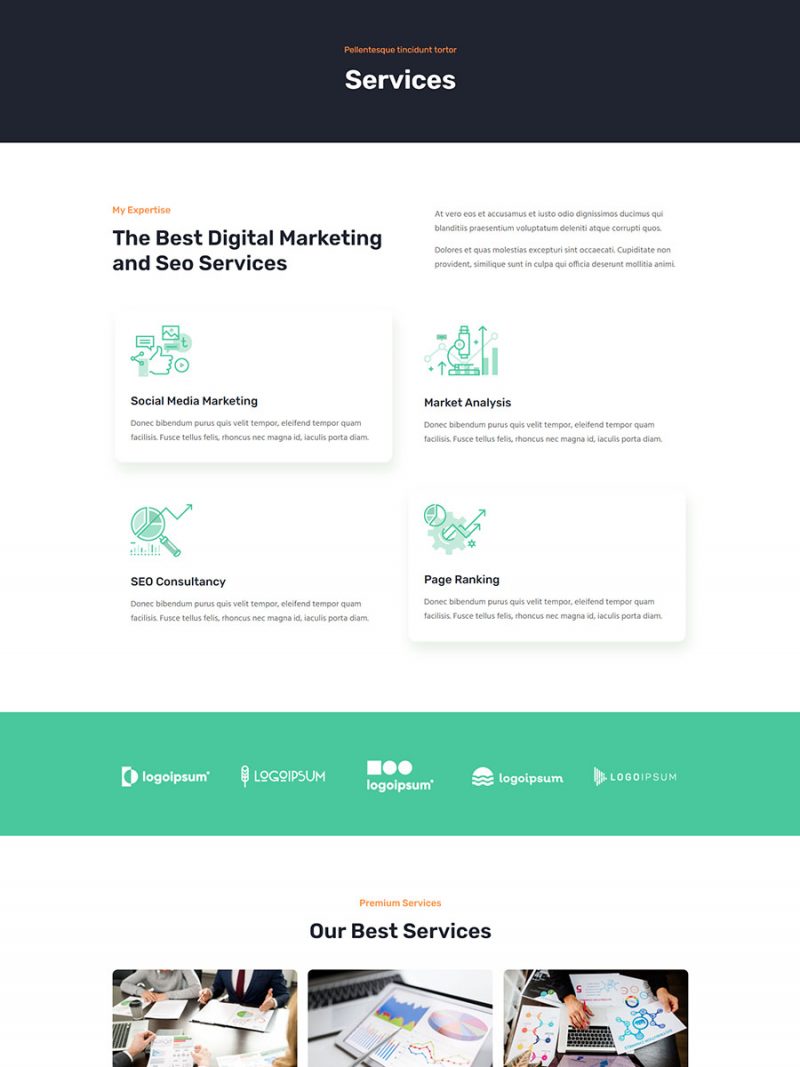 Pellentesque tincidunt tortor
Services
My Expertise
The Best Digital Marketing
and Seo Services
At vero eos et accusamus et iusto odio dignissimos ducimus qui
blanditiis praesentium voluptatum deleniti atque corrupti quos.
Dolores et quas molestias excepturi sint occaecati. Cupiditate non
provident, similique sunt in culpa qui officia deserunt mollitia animi.
Social Media Marketing
Donec bibendum purus quis velit tempor, eleifend tempor quam
facilisis. Fusce tellus felis, rhoncus nec magna id, iaculis porta diam.
Market Analysis
Donec bibendum purus quis velit tempor, eleifend tempor quam
facilisis. Fusce tellus felis, rhoncus nec magna id, iaculis porta diam.
SEO Consultancy
Donec bibendum purus quis velit tempor, eleifend tempor quam
facilisis. Fusce tellus felis, rhoncus nec magna id, iaculis porta diam.
Page Ranking
Donec bibendum purus quis velit tempor, eleifend tempor quam
facilisis. Fusce tellus felis, rhoncus nec magna id, iaculis porta diam.
logoipsum®
LOGOIPSUM
logoipsum®
logoipsum
LOGOIPSUM
Premium Services
Our Best Services